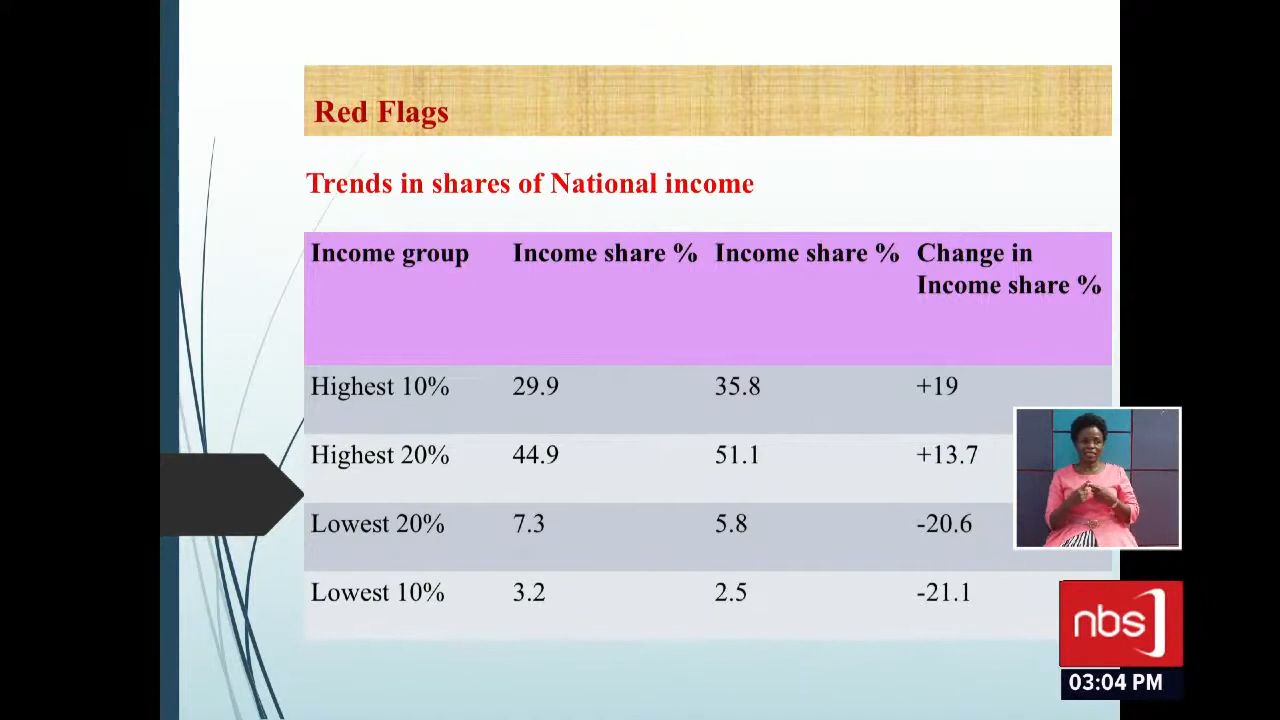 Red Flags
Trends in shares of National income
Income group Income share % Income share % Change in
Income share %
Highest 10% 29.9 35.8 +19
Highest 20% 44.9 51.1 +13.7
Lowest 20% 7.3 5.8 -20.6
Lowest 10% 3.2 2.5 -21.1
nbs
03:04 PM